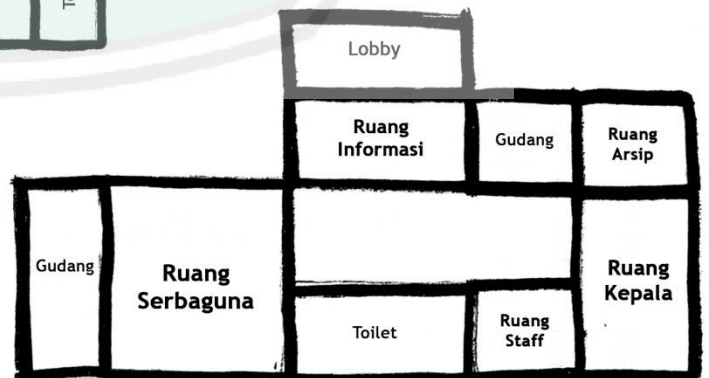 Lobby
Ruang
Informasi
Gudang
Ruang
Arsip
Gudang
Ruang
Serbaguna
Ruang
Kepala
Toilet
Ruang
Staff